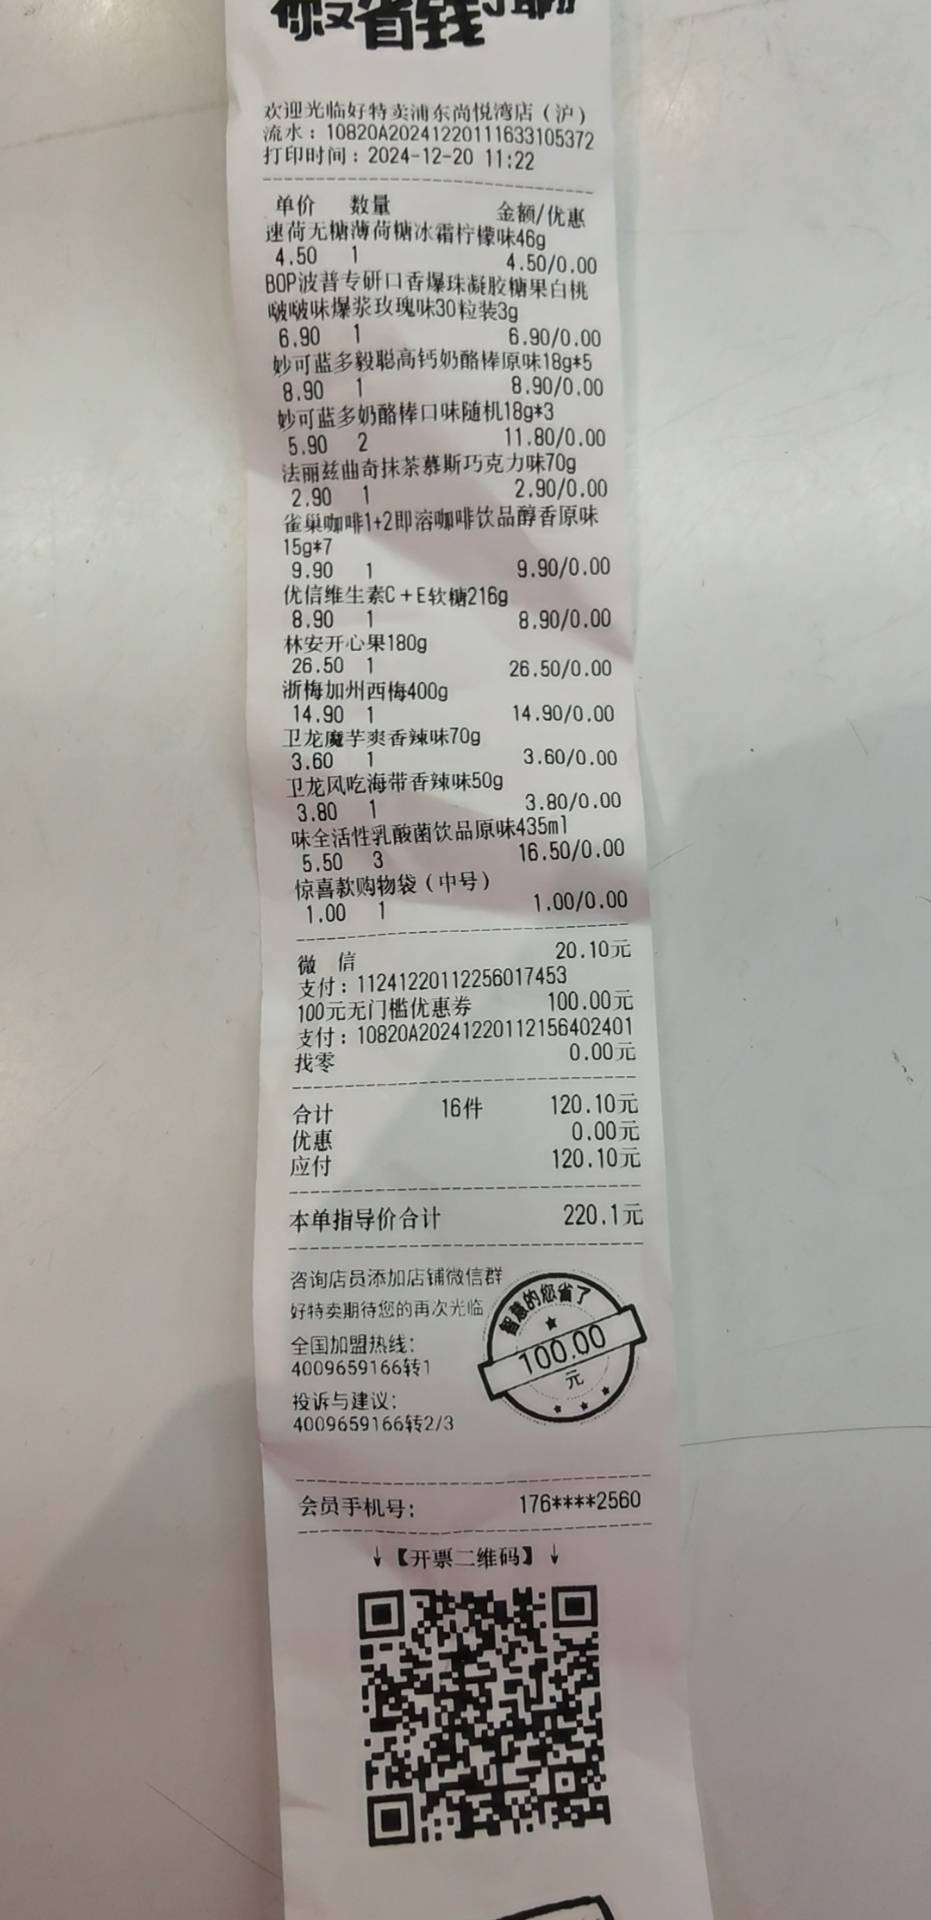 省钱
欢迎光临好特卖浦东尚悦湾店（沪）
流水：10820A20241220111633105372
打印时间：2024-12-20 11:22
单价 数量 金额/优惠
速荷无糖薄荷糖冰霜柠檬味46g
4.50 1 4.50/0.00
BOP波普专研口香爆珠凝胶糖果白桃
啵啵味爆浆玫瑰味30粒装3g
6.90 1 6.90/0.00
妙可蓝多毅聪高钙奶酪棒原味18g*5
8.90 1 8.90/0.00
妙可蓝多奶酪棒口味随机18g*3
5.90 2 11.80/0.00
法丽兹曲奇抹茶慕斯巧克力味70g
2.90 1 2.90/0.00
雀巢咖啡1+2即溶咖啡饮品醇香原味
15g*7
9.90 1 9.90/0.00
优信维生素C+E软糖216g
8.90 1 8.90/0.00
林安开心果180g
26.50 1 26.50/0.00
浙梅加州西梅400g
14.90 1 14.90/0.00
卫龙魔芋爽香辣味70g
3.60 1 3.60/0.00
卫龙风吃海带香辣味50g
3.80 1 3.80/0.00
味全活性乳酸菌饮品原味435ml
5.50 3 16.50/0.00
惊喜款购物袋（中号）
1.00 1 1.00/0.00
微 信 20.10元
支付：11241220112256017453
100元无门槛优惠券 100.00元
支付：10820A20241220112156402401
找零 0.00元
合计 16件 120.10元
优惠 0.00元
应付 120.10元
本单指导价合计 220.1元
咨询店员添加店铺微信群
好特卖期待您的再次光临
全国加盟热线：
4009659166转1
投诉与建议：
4009659166转2/3
智慧的您省了
100.00
元
会员手机号： 176****2560
↓【开票二维码】↓